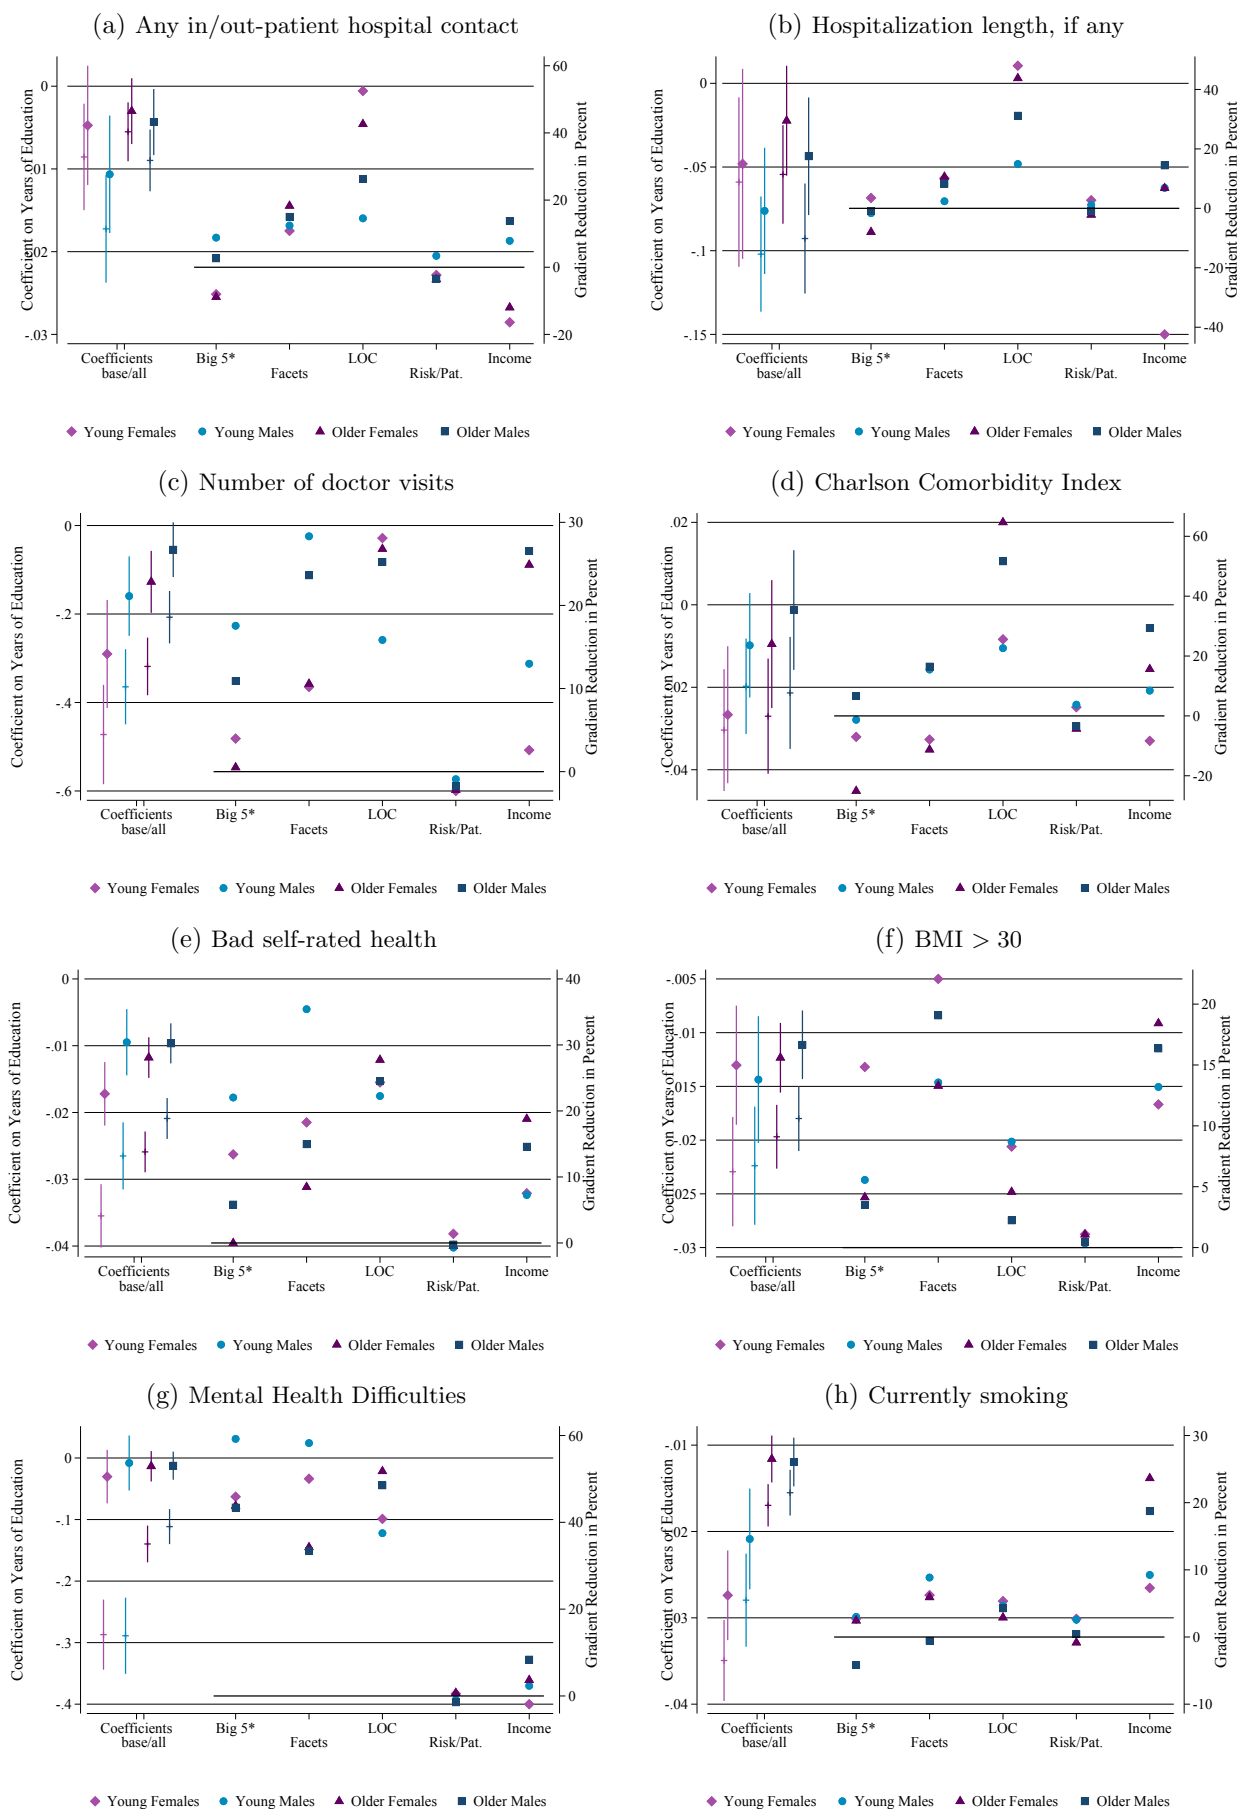 (a) Any in/out-patient hospital contact
Coefficient on Years of Education
0
.01
.02
-.03
60
40
20
0
-20
Gradient Reduction in Percent
Coefficients
base/all
Big 5*
Facets
LOC
Risk/Pat.
Income
Young Females
Young Males
Older Females
Older Males
(b) Hospitalization length, if any
Coefficient on Years of Education
0
-.05
-.1
-.15
40
20
0
-20
-40
Gradient Reduction in Percent
Coefficients
base/all
Big 5*
Facets
LOC
Risk/Pat.
Income
Young Females
Young Males
Older Females
Older Males
(c) Number of doctor visits
Coefficient on Years of Education
0
-.2
-.4
-.6
30
20
10
0
Gradient Reduction in Percent
Coefficients
base/all
Big 5*
Facets
LOC
Risk/Pat.
Income
Young Females
Young Males
Older Females
Older Males
(d) Charlson Comorbidity Index
Coefficient on Years of Education
.02
0
.02
-.04
60
40
20
0
-20
Gradient Reduction in Percent
Coefficients
base/all
Big 5*
Facets
LOC
Risk/Pat.
Income
Young Females
Young Males
Older Females
Older Males
(e) Bad self-rated health
Coefficient on Years of Education
0
-.01
-.02
-.03
-.04
40
30
20
10
0
Gradient Reduction in Percent
Coefficients
base/all
Big 5*
Facets
LOC
Risk/Pat.
Income
Young Females
Young Males
Older Females
Older Males
(f) BMI > 30
Coefficient on Years of Education
-.005
-.01
.015
-.02
.025
-.03
20
15
10
5
0
Gradient Reduction in Percent
Coefficients
base/all
Big 5*
Facets
LOC
Risk/Pat.
Income
Young Females
Young Males
Older Females
Older Males
(g) Mental Health Difficulties
Coefficient on Years of Education
0
-.1
-.2
-.3
-.4
60
40
20
0
Gradient Reduction in Percent
Coefficients
base/all
Big 5*
Facets
LOC
Risk/Pat.
Income
Young Females
Young Males
Older Females
Older Males
(h) Currently smoking
Coefficient on Years of Education
-.01
.02
.03
-.04
30
20
10
0
-10
Gradient Reduction in Percent
Coefficients
base/all
Big 5*
Facets
LOC
Risk/Pat.
Income
Young Females
Young Males
Older Females
Older Males